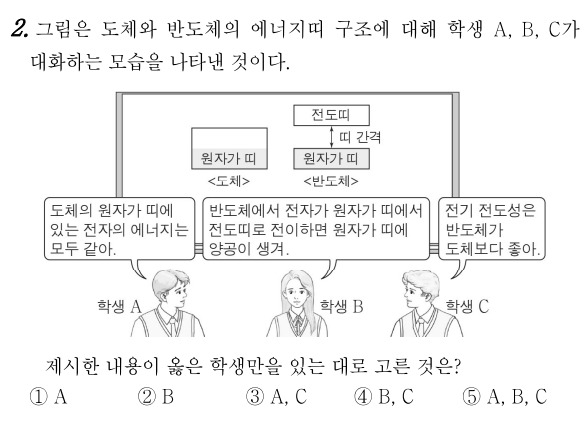 2. 그림은 도체와 반도체의 에너지띠 구조에 대해 학생 A, B, C가
대화하는 모습을 나타낸 것이다.
전도띠
띠 간격
원자가 띠
원자가 띠
<도체>
<반도체>
도체의 원자가 띠에
있는 전자의 에너지는
모두 같아.
반도체에서 전자가 원자가 띠에서
전도띠로 전이하면 원자가 띠에
양공이 생겨.
전기 전도성은
반도체가
도체보다 좋아.
학생 A
학생 B
학생 C
제시한 내용이 옳은 학생만을 있는 대로 고른 것은?
① A ② B ③ A, C ④ B, C ⑤ A, B, C